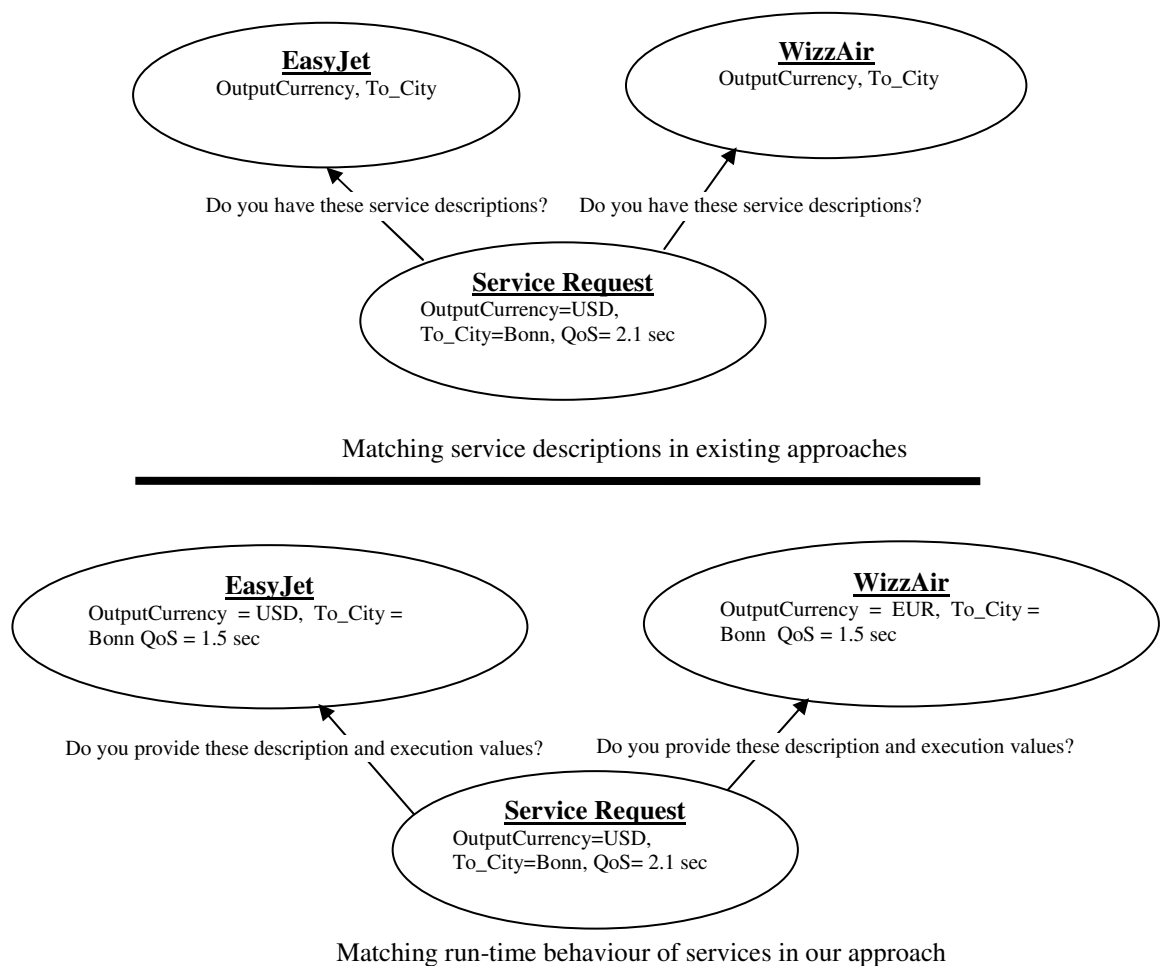 EasyJet
OutputCurrency, To_City
WizzAir
OutputCurrency, To_City
Do you have these service descriptions?
Do you have these service descriptions?
Service Request
OutputCurrency=USD,
To_City=Bonn, QoS= 2.1 sec
Matching service descriptions in existing approaches
EasyJet
OutputCurrency = USD, To_City =
Bonn QoS = 1.5 sec
WizzAir
OutputCurrency = EUR, To_City =
Bonn QoS = 1.5 sec
Do you provide these description and execution values?
Do you provide these description and execution values?
Service Request
OutputCurrency=USD,
To_City=Bonn, QoS= 2.1 sec
Matching run-time behaviour of services in our approach